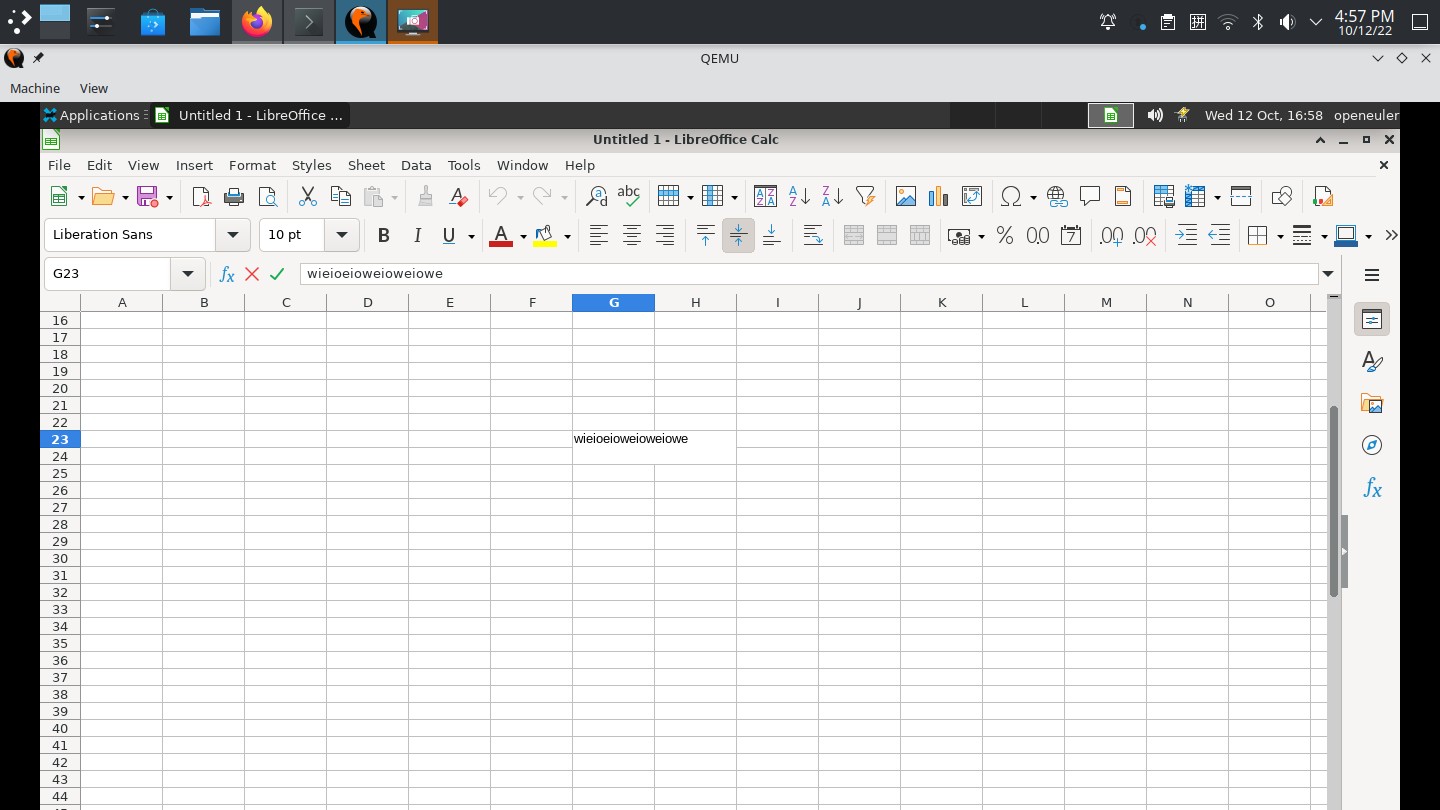 4:57 PM
10/12/22
QEMU
Machine View
Applications Untitled 1 - LibreOffice ... Wed 12 Oct, 16:58 openeuler
Untitled 1 - LibreOffice Calc
File Edit View Insert Format Styles Sheet Data Tools Window Help
abc
Liberation Sans 10 pt B I U A
G23 fx wieioeioweioweiowe
A B C D E F G H I J K L M N O
16
17
18
19
20
21
22
23 wieioeioweioweiowe
24
25
26
27
28
29
30
31
32
33
34
35
36
37
38
39
40
41
42
43
44